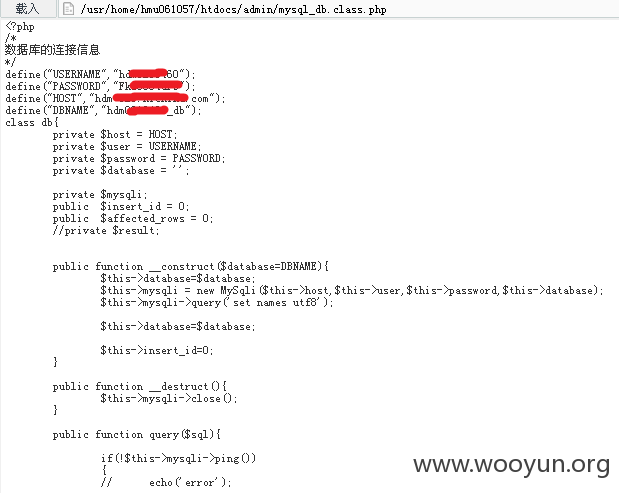 载入 /usr/home/hmu061057/htdocs/admin/mysql_db.class.php
<?php
/*
数据库的连接信息
*/
define("USERNAME","hd 60");
define("PASSWORD","Fk ");
define("HOST","hdm .com");
define("DBNAME","hdm _db");
class db{
private $host = HOST;
private $user = USERNAME;
private $password = PASSWORD;
private $database = '';
private $mysqli;
public $insert_id = 0;
public $affected_rows = 0;
//private $result;
public function __construct($database=DBNAME){
$this->database=$database;
$this->mysqli = new MySqli($this->host,$this->user,$this->password,$this->database);
$this->mysqli->query('set names utf8');
$this->database=$database;
$this->insert_id=0;
}
public function __destruct(){
$this->mysqli->close();
}
public function query($sql){
if(!$this->mysqli->ping())
{
// echo('error');
www.wooyun.org